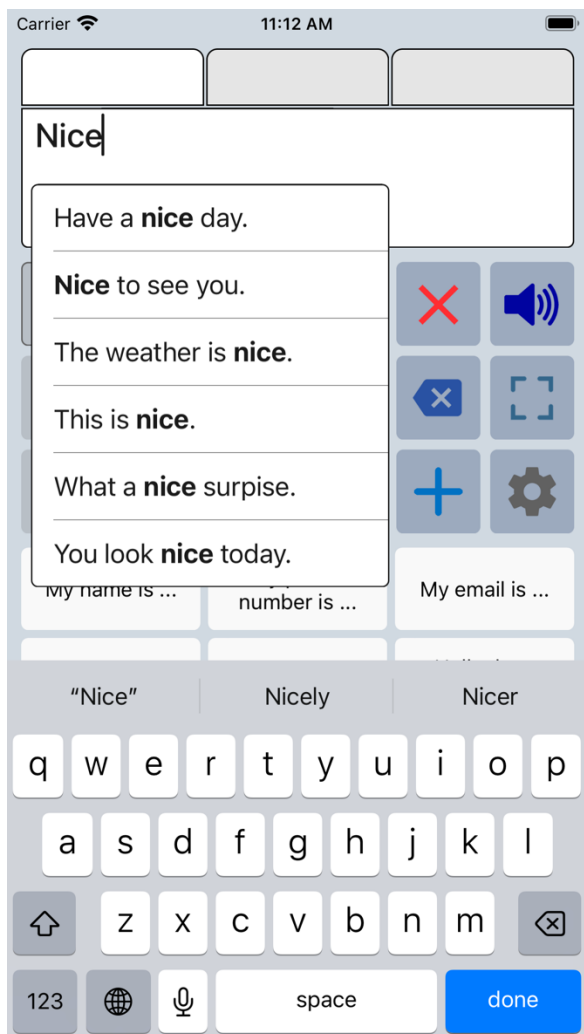 Carrier
11:12 AM
Nice
Have a nice day.
Nice to see you.
The weather is nice.
This is nice.
What a nice surpise.
You look nice today.
My name is ...
number is ...
My email is ...
“Nice”
Nicely
Nicer
q w e r t y u i o p
a s d f g h j k l
z x c v b n m
123
space
done